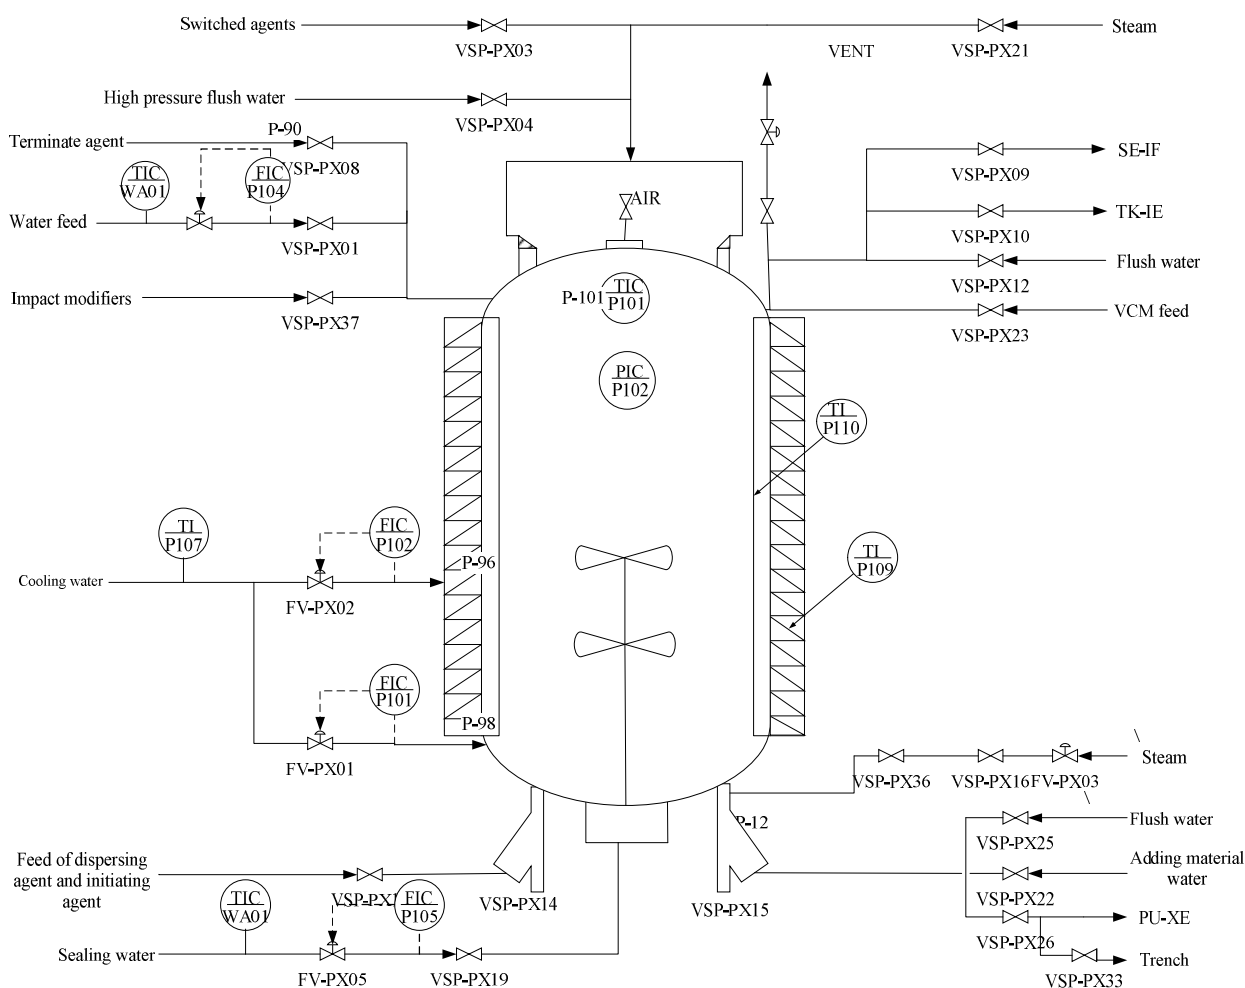 Switched agents
VSP-PX03
VENT
VSP-PX21
Steam
High pressure flush water
VSP-PX04
Terminate agent
P-90
VSP-PX08
SE-IF
VSP-PX09
TIC
WA01
FIC
P104
Water feed
VSP-PX01
AIR
TK-IE
VSP-PX10
Flush water
VSP-PX12
Impact modifiers
VSP-PX37
P-101
TIC
P101
VCM feed
VSP-PX23
PIC
P102
TI
P110
TI
P107
FIC
P102
P-96
TI
P109
Cooling water
FV-PX02
FIC
P101
P-98
FV-PX01
Steam
VSP-PX36
VSP-PX16
FV-PX03
P-12
Flush water
VSP-PX25
Feed of dispersing
agent and initiating
agent
VSP-PX14
VSP-PX15
Adding material
water
VSP-PX22
TIC
WA01
FIC
P105
PU-XE
VSP-PX26
Sealing water
FV-PX05
VSP-PX19
Trench
VSP-PX33